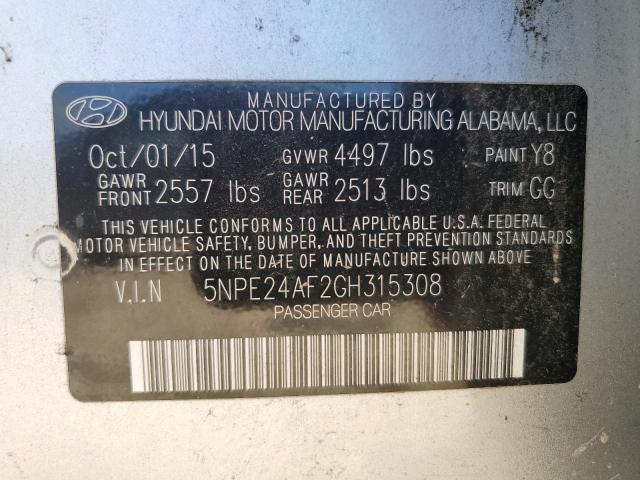 MANUFACTURED BY
HYUNDAI MOTOR MANUFACTURING ALABAMA, LLC
Oct/01/15 GVWR 4497 lbs PAINT Y8
GAWR FRONT 2557 lbs GAWR REAR 2513 lbs TRIM GG
THIS VEHICLE CONFORMS TO ALL APPLICABLE U.S.A. FEDERAL
MOTOR VEHICLE SAFETY, BUMPER, AND THEFT PREVENTION STANDARDS
IN EFFECT ON THE DATE OF MANUFACTURE SHOWN ABOVE
V.I.N 5NPE24AF2GH315308
PASSENGER CAR